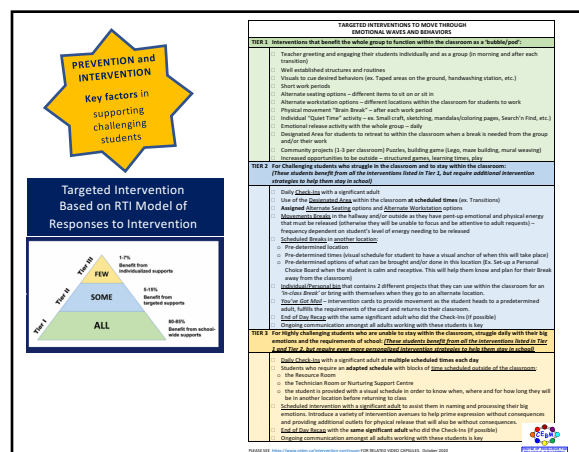 PREVENTION and
INTERVENTION
Key factors in
supporting
challenging
students
Targeted Intervention
Based on RTI Model of
Responses to Intervention
Tier III
Tier II
Tier I
FEW
SOME
ALL
1-7%
Benefit from
individualized supports
5-15%
Benefit from
targeted supports
80-85%
Benefit from school-
wide supports
TARGETED INTERVENTIONS TO MOVE THROUGH
EMOTIONAL WAVES AND BEHAVIORS
TIER 1 Interventions that benefit the whole group to function within the classroom as a 'bubble/pod':
Teacher greeting and engaging their students individually and as a group (in morning and after each
transition)
Well established structures and routines
Visuals to cue desired behaviors (ex. Taped areas on the ground, handwashing station, etc.)
Short work periods
Alternate seating options – different items to sit on or sit in
Alternate workstation options – different locations within the classroom for students to work
Physical movement "Brain Break" – after each work period
Individual "Quiet Time" activity – ex. Small craft, sketching, mandalas/coloring pages, Search'n Find, etc.)
Emotional release activity with the whole group – daily
Designated Area for students to retreat to within the classroom when a break is needed from the group
and/or their work
Community projects (1-3 per classroom) Puzzles, building game (Lego, maze building, mural weaving)
Increased opportunities to be outside – structured games, learning times, play
TIER 2 For Challenging students who struggle in the classroom and to stay within the classroom:
(These students benefit from all the interventions listed in Tier 1, but require additional intervention
strategies to help them stay in school)
Daily Check-Ins with a significant adult
Use of the Designated Area within the classroom at scheduled times (ex. Transitions)
Assigned Alternate Seating options and Alternate Workstation options
Movements Breaks in the hallway and/or outside as they have pent-up emotional and physical energy
that must be released (otherwise they will be unable to focus and be attentive to adult requests) –
frequency dependent on student's level of energy needing to be released
Scheduled Breaks in another location:
Pre-determined location
Pre-determined times (visual schedule for student to have a visual anchor of when this will take place)
Pre-determined options of what can be brought and/or done in this location (Ex. Set-up a Personal
Choice Board when the student is calm and receptive. This will help them know and plan for their Break
away from the classroom)
Individual/Personal bin that contains 2 different projects that they can use within the classroom for an
'in-class Break' or bring with themselves when they go to an alternate location.
You've Got Mail – intervention cards to provide movement as the student heads to a predetermined
adult, fulfills the requirements of the card and returns to their classroom.
End of Day Recap with the same significant adult who did the Check-Ins (if possible)
Ongoing communication amongst all adults working with these students is key
TIER 3 For Highly challenging students who are unable to stay within the classroom, struggle daily with their big
emotions and the requirements of school: (These students benefit from all the interventions listed in Tier
1 and Tier 2, but require even more personalized intervention strategies to help them stay in school)
Daily Check-Ins with a significant adult at multiple scheduled times each day
Students who require an adapted schedule with blocks of time scheduled outside of the classroom:
the Resource Room
the Technician Room or Nurturing Support Centre
the student is provided with a visual schedule in order to know when, where and for how long they will
be in another location before returning to class
Scheduled intervention with a significant adult to assist them in naming and processing their big
emotions. Introduce a variety of intervention avenues to help prime expression without consequences
and providing additional outlets for physical release that will also be without consequences.
End of Day Recap with the same significant adult who did the Check-Ins (if possible)
Ongoing communication amongst all adults working with these students is key
CEBM
PLEASE SEE FOR RELATED VIDEO CAPSULES. October 2020